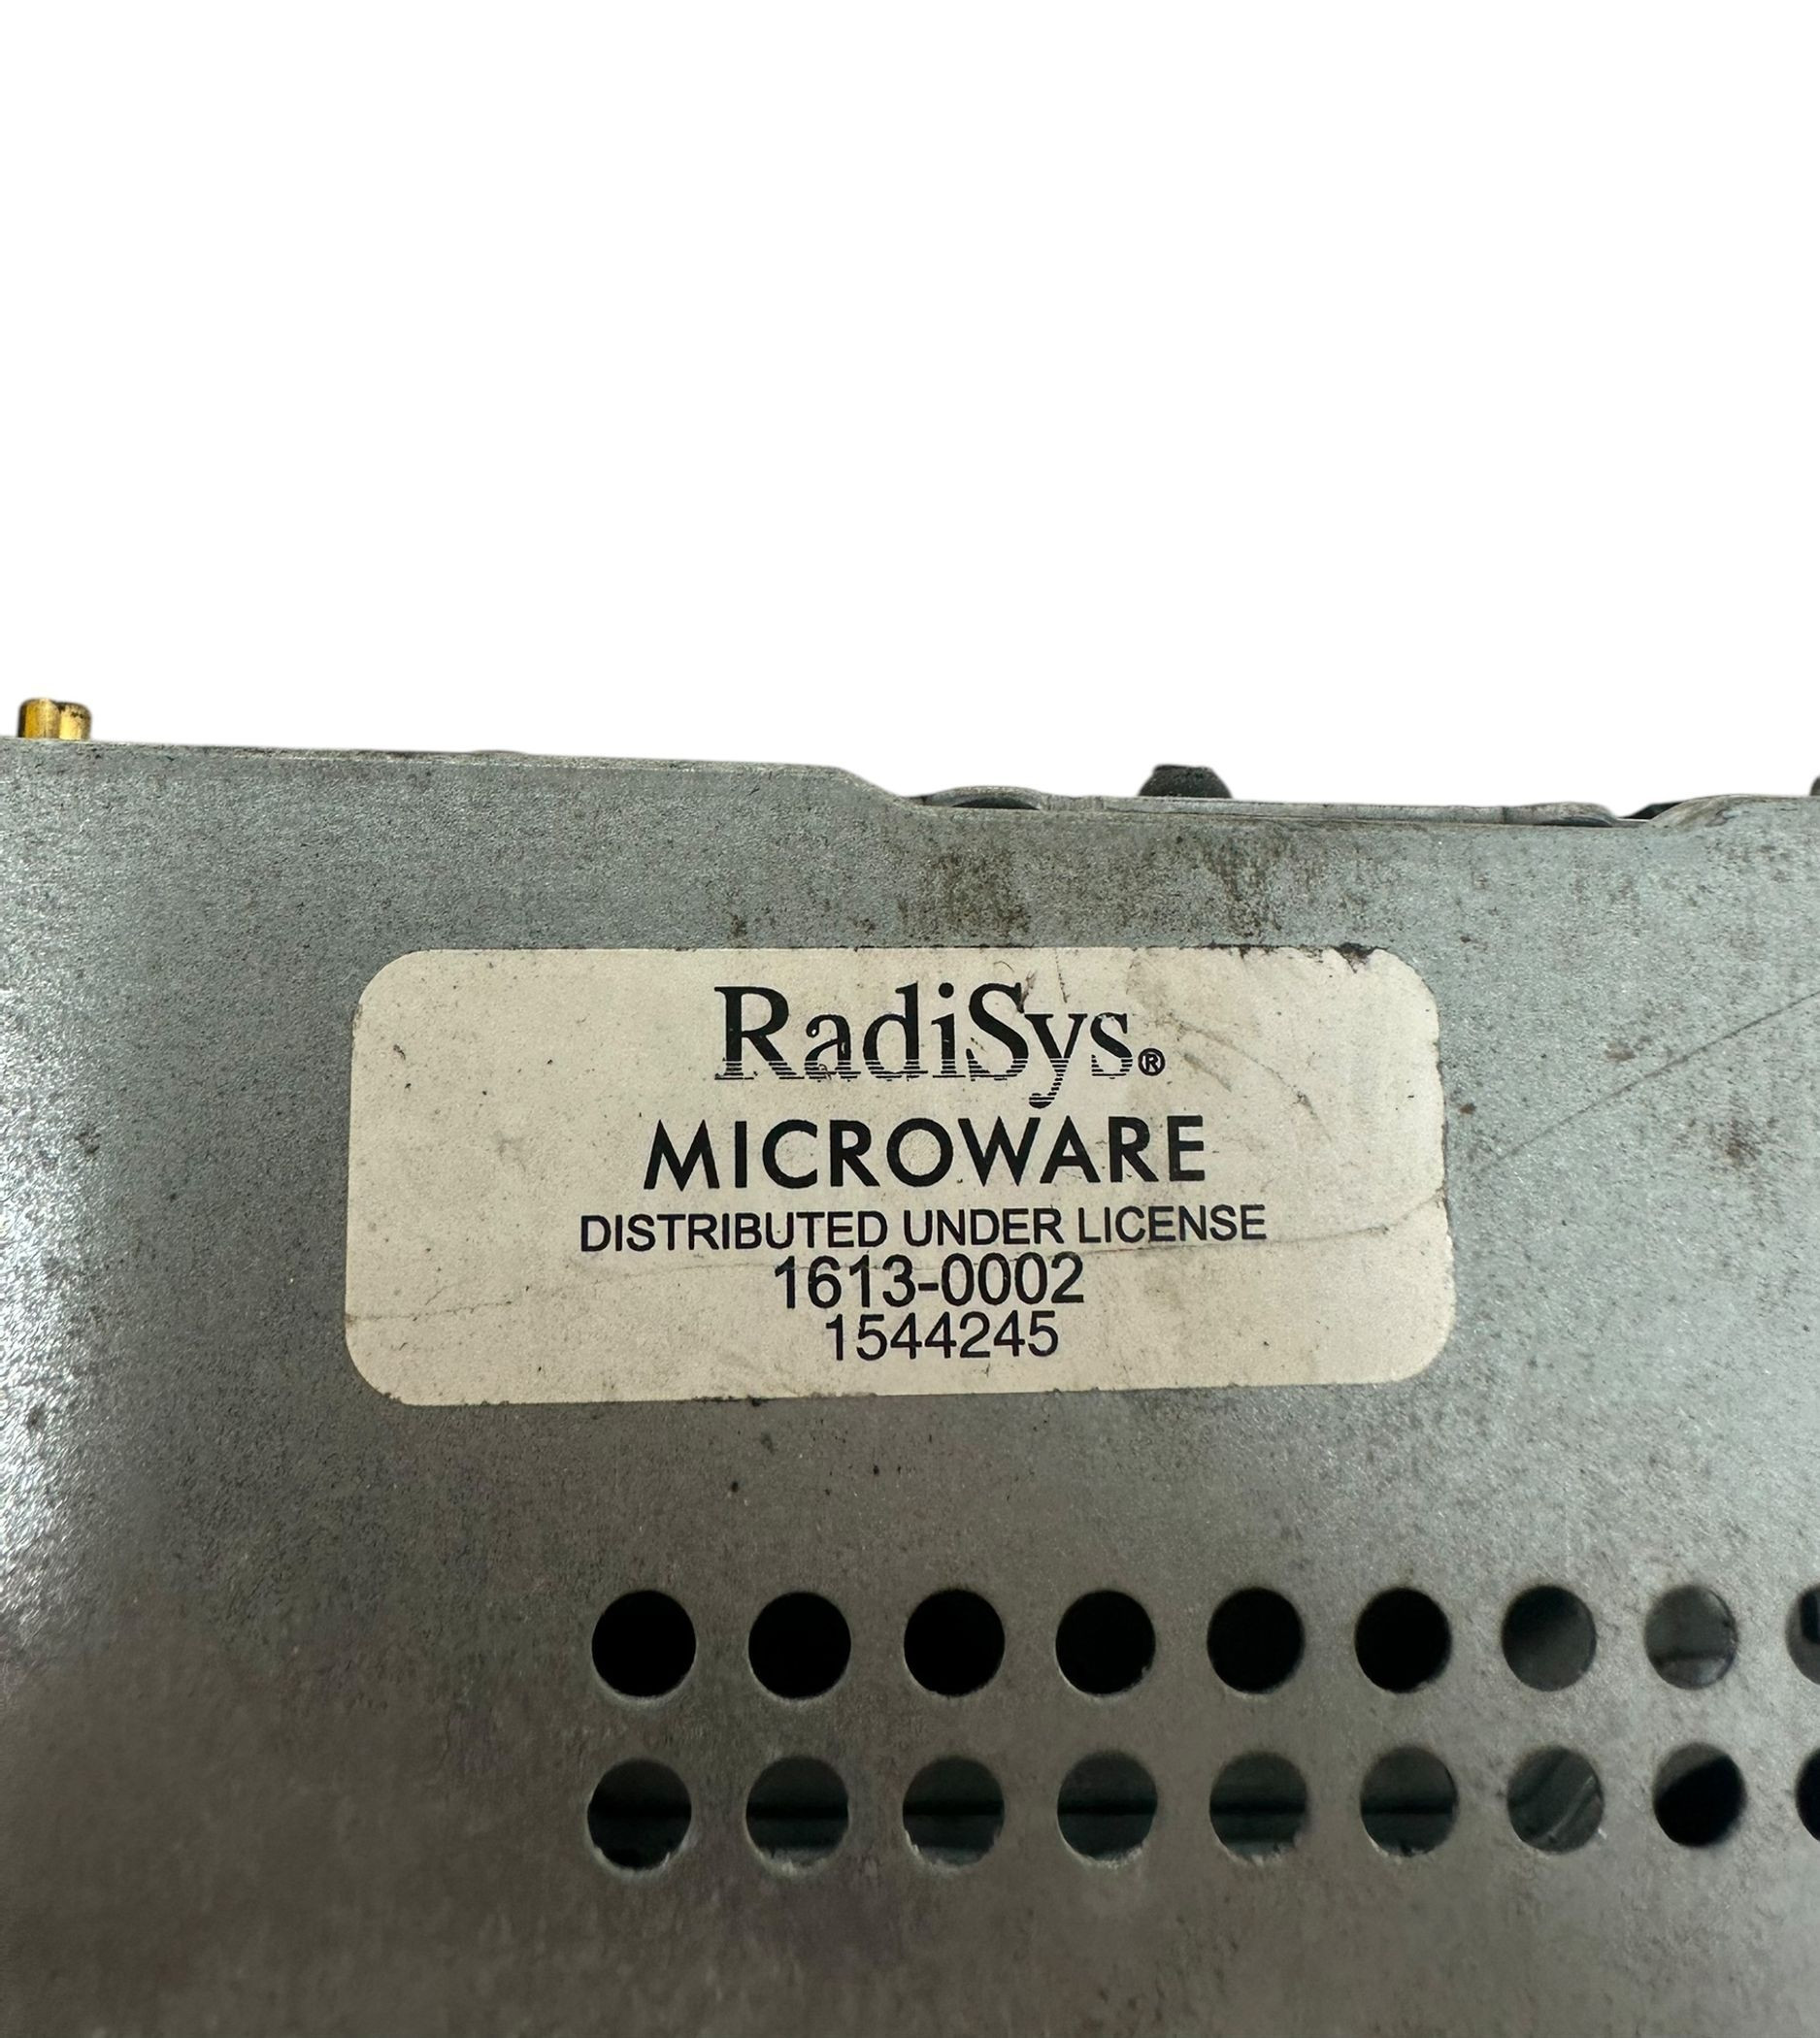 RadiSys®
MICROWARE
DISTRIBUTED UNDER LICENSE
1613-0002
1544245